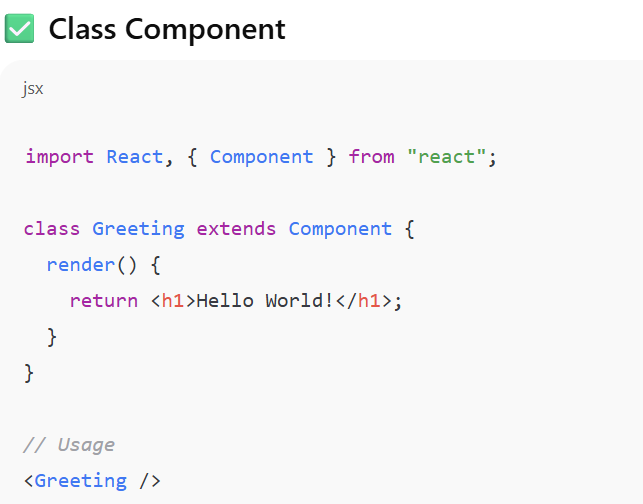 ✅ Class Component
jsx
import React, { Component } from "react";
class Greeting extends Component {
  render() {
    return <h1>Hello World!</h1>;
  }
}
// Usage
<Greeting />